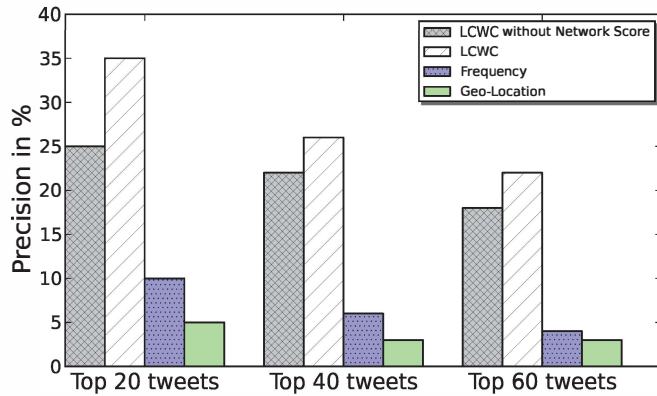 40
35
30
25
20
15
10
5
0
Precision in %
LCWC without Network Score
LCWC
Frequency
Geo-Location
Top 20 tweets
Top 40 tweets
Top 60 tweets